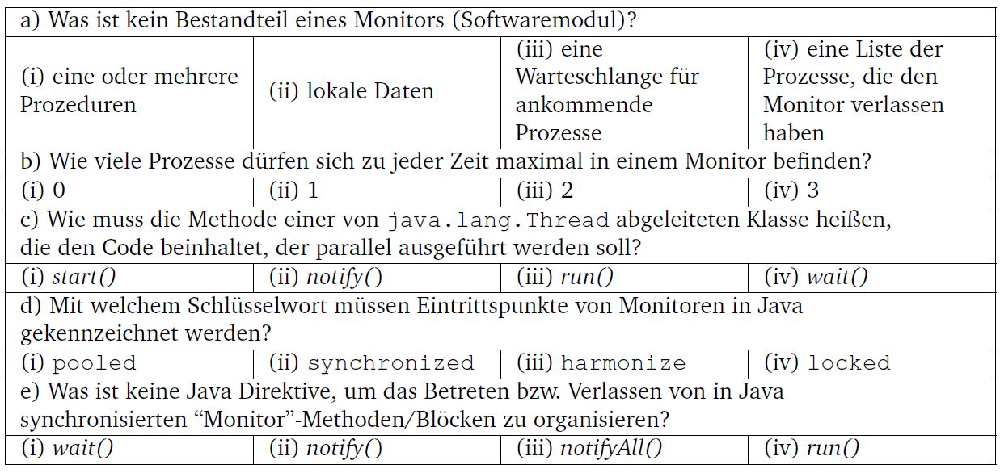 a) Was ist kein Bestandteil eines Monitors (Softwaremodul)?
(i) eine oder mehrere
Prozeduren
(ii) lokale Daten
(iii) eine
Warteschlange für
ankommende
Prozesse
(iv) eine Liste der
Prozesse, die den
Monitor verlassen
haben
b) Wie viele Prozesse dürfen sich zu jeder Zeit maximal in einem Monitor befinden?
(i) 0
(ii) 1
(iii) 2
(iv) 3
c) Wie muss die Methode einer von java.lang.Thread abgeleiteten Klasse heißen,
die den Code beinhaltet, der parallel ausgeführt werden soll?
(i) start()
(ii) notify()
(iii) run()
(iv) wait()
d) Mit welchem Schlüsselwort müssen Eintrittspunkte von Monitoren in Java
gekennzeichnet werden?
(i) pooled
(ii) synchronized
(iii) harmonize
(iv) locked
e) Was ist keine Java Direktive, um das Betreten bzw. Verlassen von in Java
synchronisierten “Monitor”-Methoden/Blöcken zu organisieren?
(i) wait()
(ii) notify()
(iii) notifyAll()
(iv) run()